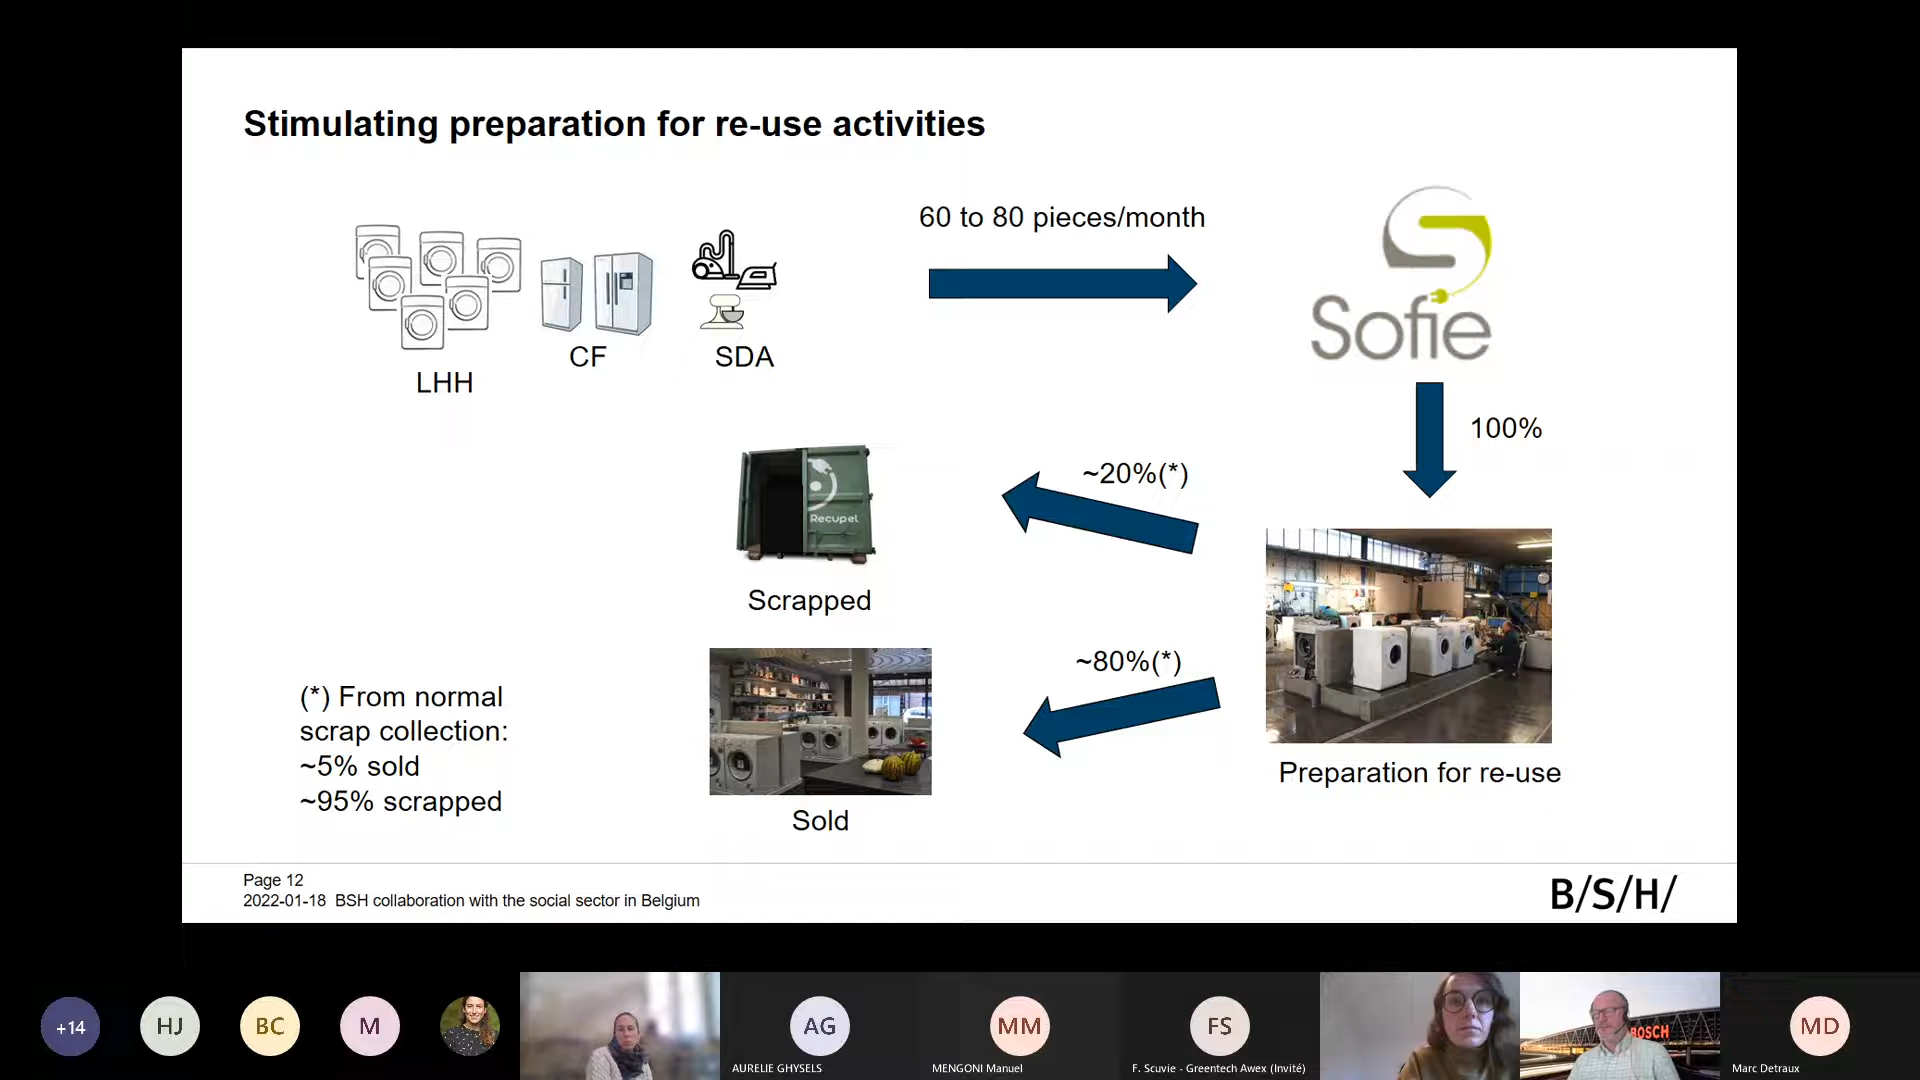 Stimulating preparation for re-use activities
60 to 80 pieces/month
Sofie
LHH
CF
SDA
100%
~20%(*)
Recupel
Scrapped
~80%(*)
(*) From normal
scrap collection:
~5% sold
~95% scrapped
Sold
Preparation for re-use
Page 12
2022-01-18 BSH collaboration with the social sector in Belgium
B/S/H/
+14
HJ
BC
M
AG
AURELIE GHYSELS
MM
MENGONI Manuel
FS
F. Scuvie - Greentech Awex (Invité)
BOSCH
MD
Marc Detraux